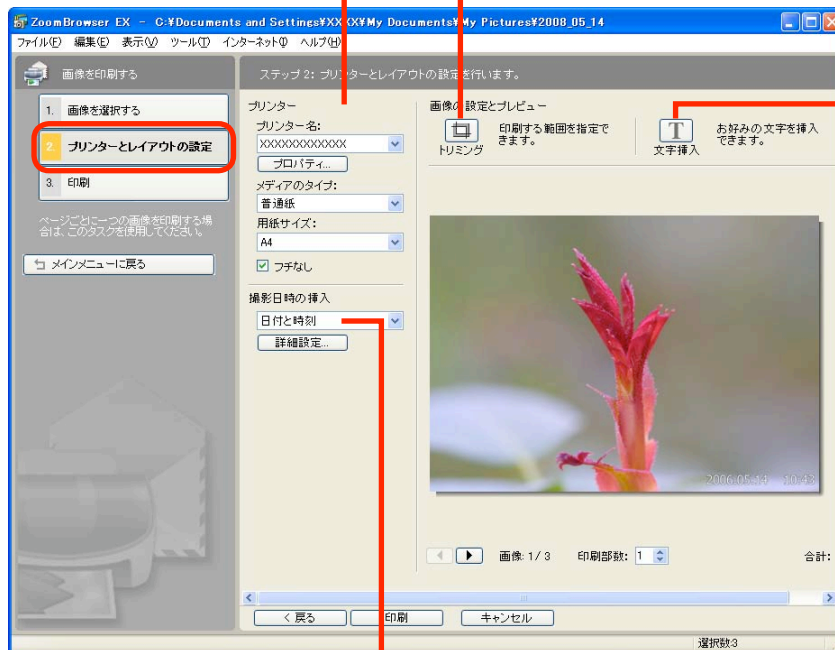 ZoomBrowser EX - C:¥Documents and Settings¥XXXX¥My Documents¥My Pictures¥2008_05_14
ファイル(F) 編集(E) 表示(V) ツール(T) インターネット(I) ヘルプ(H)
画像を印刷する
ステップ 2: プリンターとレイアウトの設定を行います。
1. 画像を選択する
2. プリンターとレイアウトの設定
3. 印刷
ページごとに一つの画像を印刷する場
合は、このタスクを使用してください。
メインメニューに戻る
プリンター
プリンター名:
XXXXXXXXXXXX
プロパティ...
メディアのタイプ:
普通紙
用紙サイズ:
A4
フチなし
撮影日時の挿入
日付と時刻
詳細設定...
画像の設定とプレビュー
トリミング
印刷する範囲を指定で
きます。
T
文字挿入
お好みの文字を挿入
できます。
2006/05/14 10:43
画像: 1/3 印刷部数: 1 合計:
< 戻る 印刷 キャンセル
選択数:3